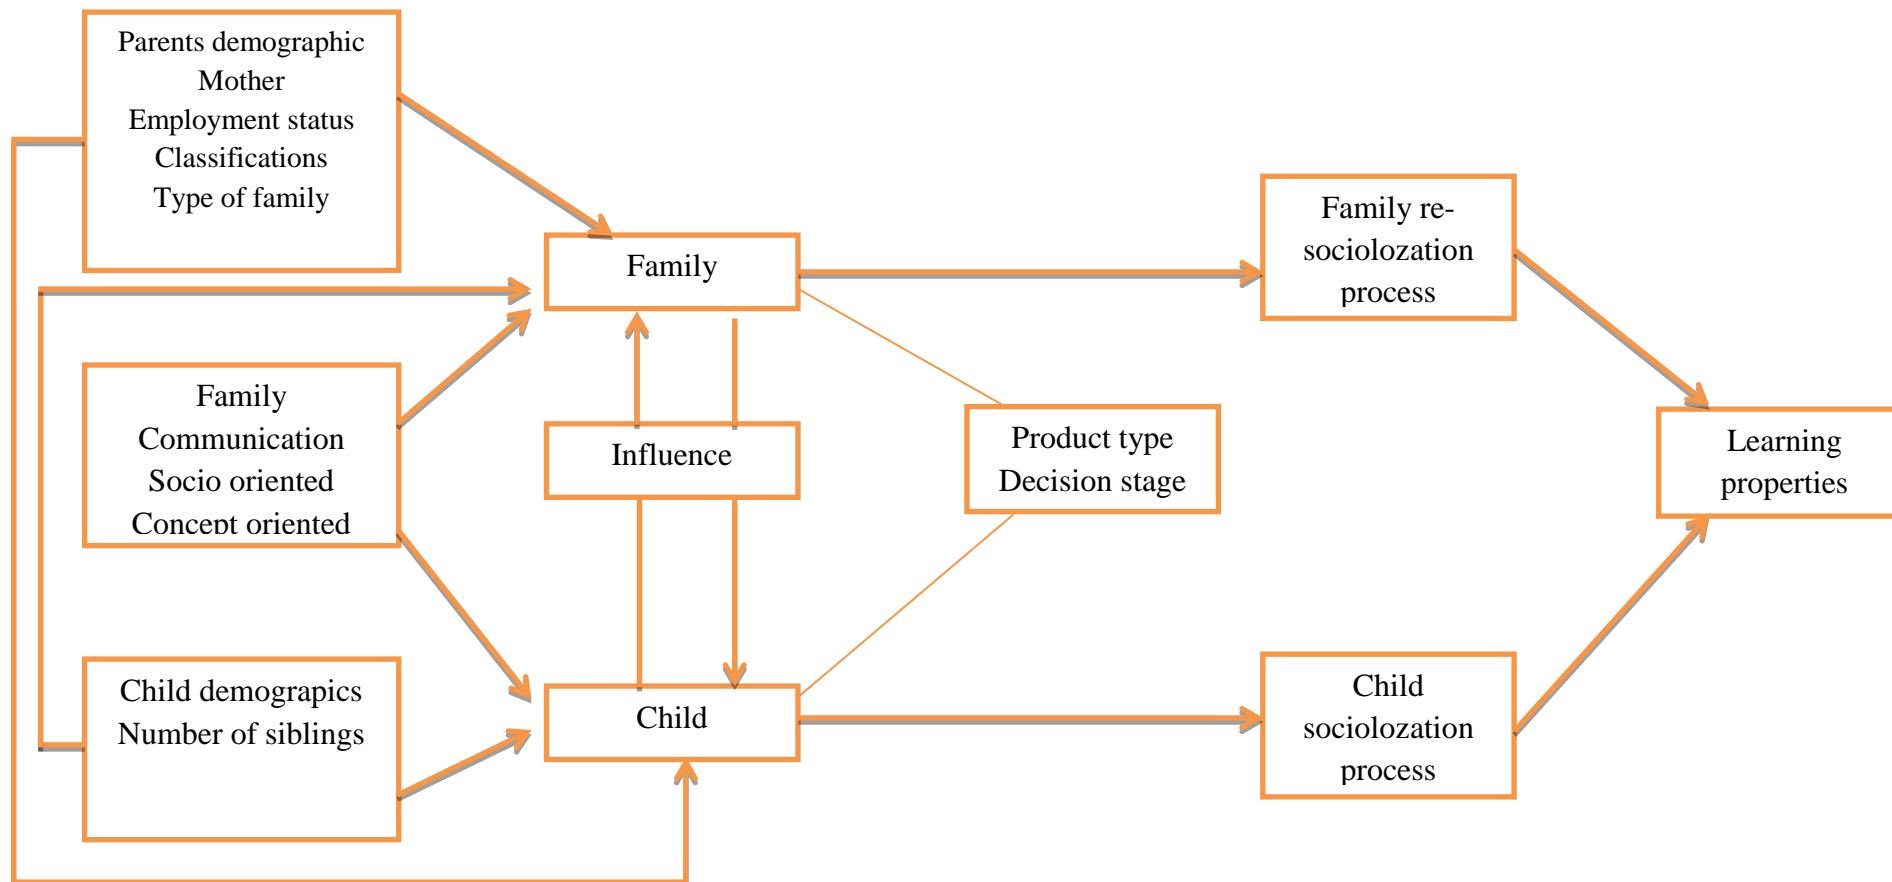 Parents demographic
Mother
Employment status
Classifications
Type of family
Family
Communication
Socio oriented
Concept oriented
Child demograpics
Number of siblings
Family
Influence
Child
Product type
Decision stage
Family re-
sociolozation
process
Child
sociolozation
process
Learning
properties